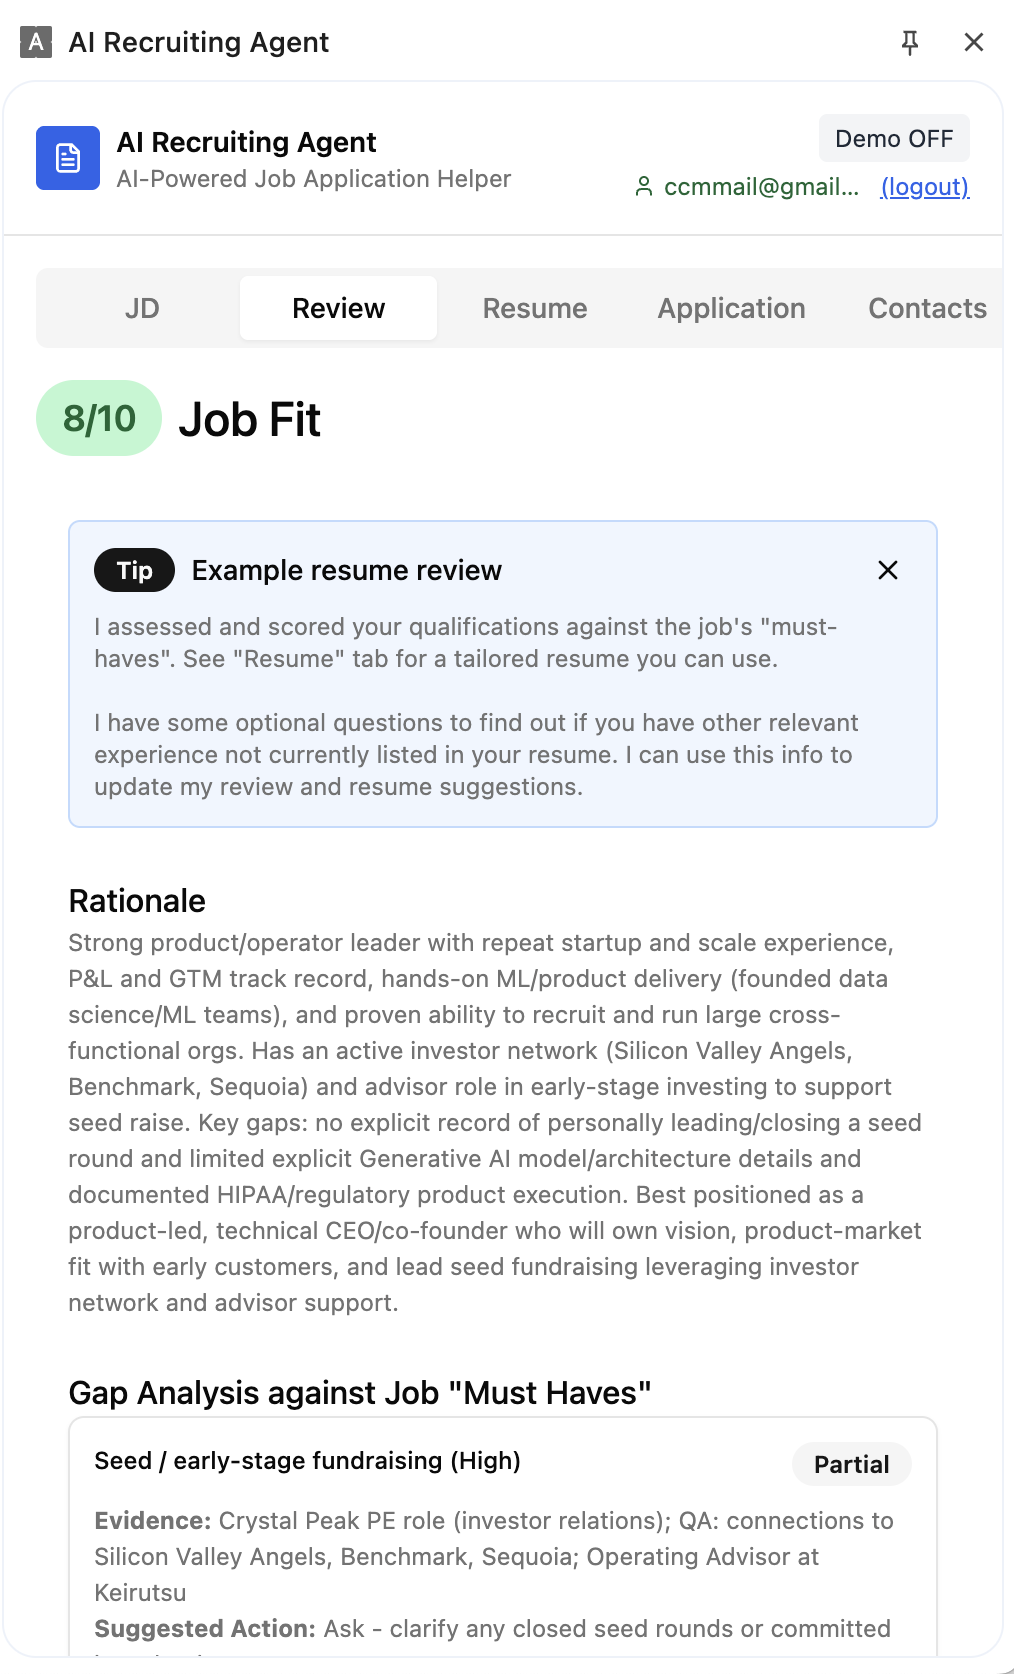 A AI Recruiting Agent
AI Recruiting Agent
AI-Powered Job Application Helper
Demo OFF
ccmmail@gmail... (logout)
JD Review Resume Application Contacts
8/10 Job Fit
Tip Example resume review
I assessed and scored your qualifications against the job's "must-
haves". See "Resume" tab for a tailored resume you can use.
I have some optional questions to find out if you have other relevant
experience not currently listed in your resume. I can use this info to
update my review and resume suggestions.
Rationale
Strong product/operator leader with repeat startup and scale experience,
P&L and GTM track record, hands-on ML/product delivery (founded data
science/ML teams), and proven ability to recruit and run large cross-
functional orgs. Has an active investor network (Silicon Valley Angels,
Benchmark, Sequoia) and advisor role in early-stage investing to support
seed raise. Key gaps: no explicit record of personally leading/closing a seed
round and limited explicit Generative AI model/architecture details and
documented HIPAA/regulatory product execution. Best positioned as a
product-led, technical CEO/co-founder who will own vision, product-market
fit with early customers, and lead seed fundraising leveraging investor
network and advisor support.
Gap Analysis against Job "Must Haves"
Seed / early-stage fundraising (High) Partial
Evidence: Crystal Peak PE role (investor relations); QA: connections to
Silicon Valley Angels, Benchmark, Sequoia; Operating Advisor at
Keirutsu
Suggested Action: Ask - clarify any closed seed rounds or committed